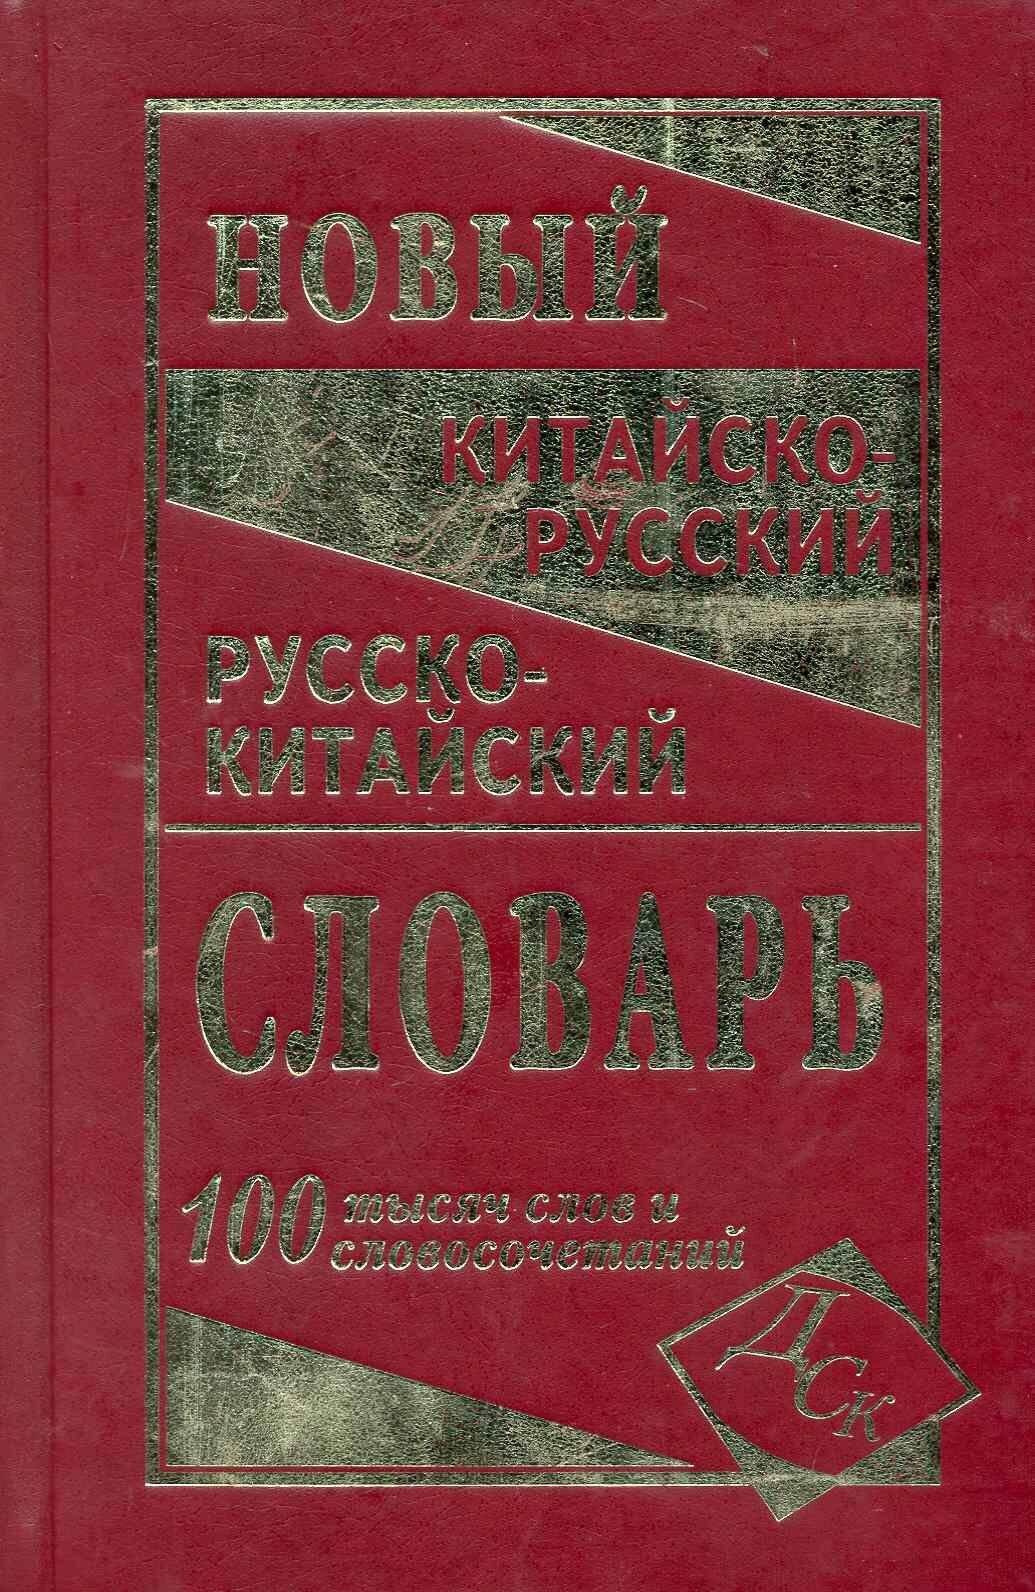 НОВЫЙ
КИТАЙСКО-
РУССКИЙ
РУССКО-
КИТАЙСКИЙ
СЛОВАРЬ
100 тысяч слов и
словосочетаний
ДСК